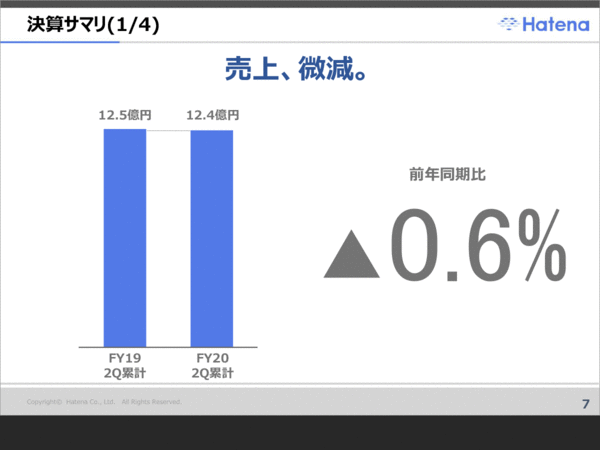 決算サマリ(1/4)
Hatena
売上、微減。
12.5億円
12.4億円
前年同期比
▲0.6%
FY19
2Q累計
FY20
2Q累計
Copyright© Hatena Co., Ltd. All Rights Reserved.
7